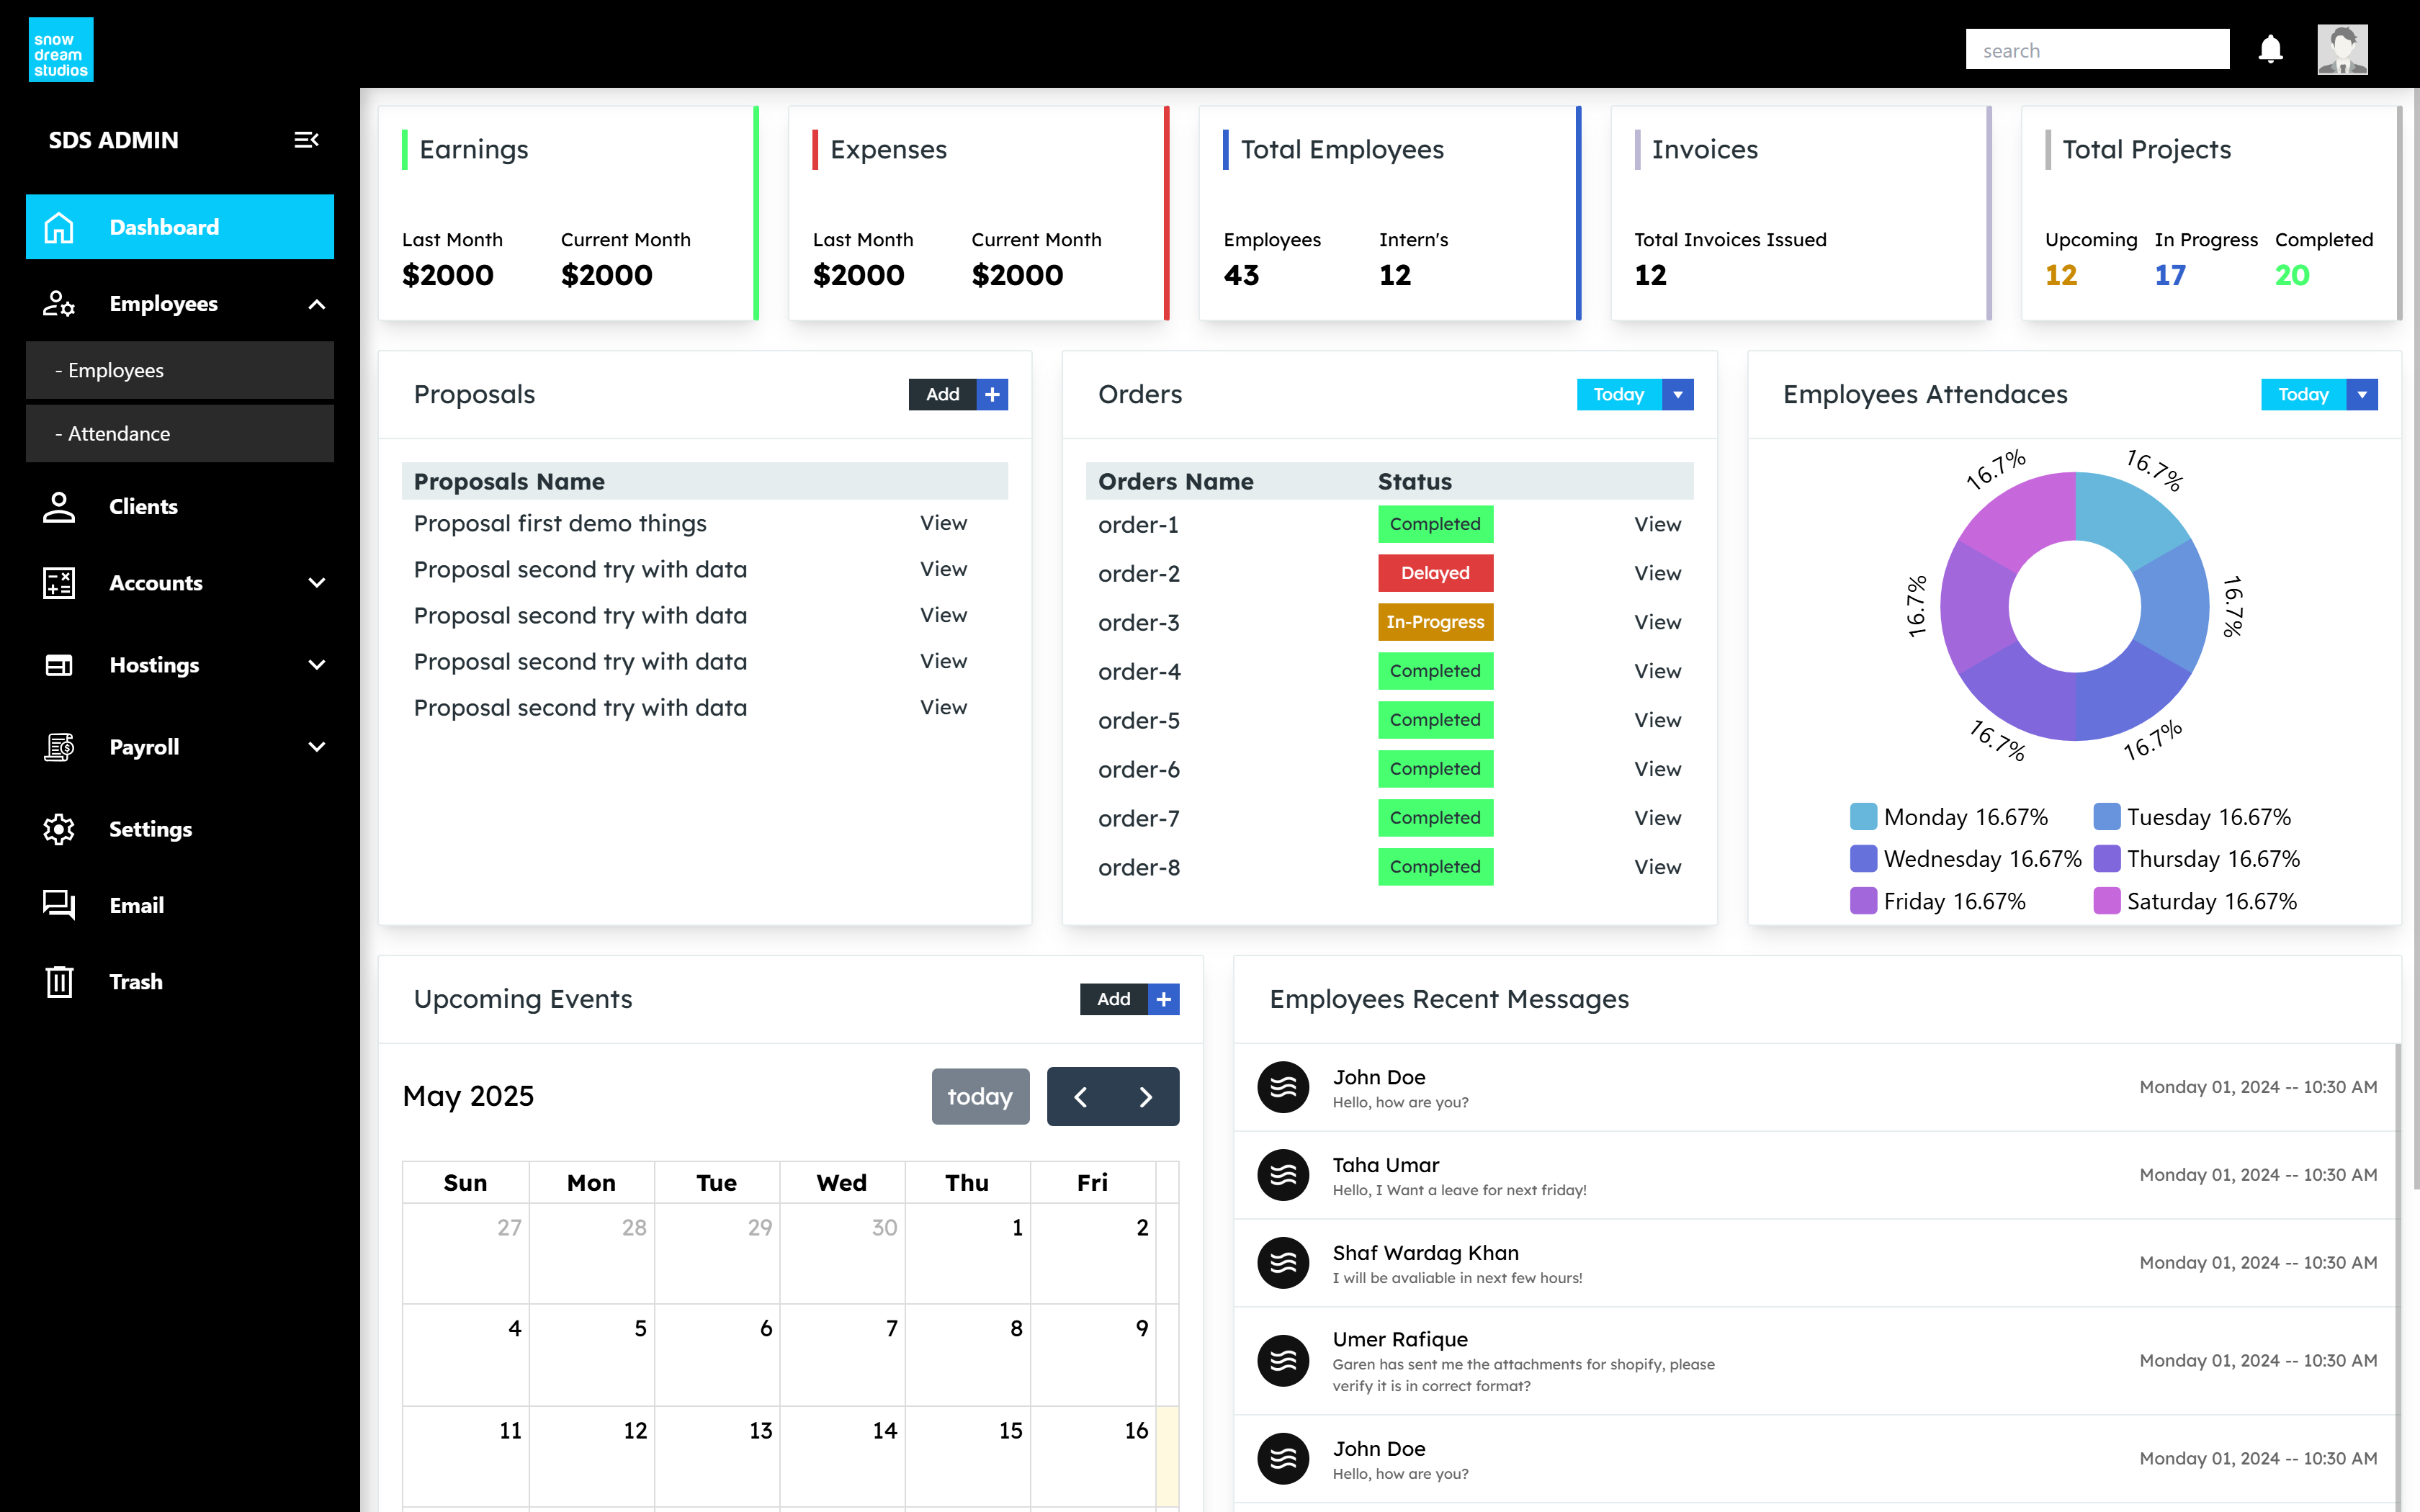 snow
dream
studios
search
SDS ADMIN
Dashboard
Employees
- Employees
- Attendance
Clients
Accounts
Hostings
Payroll
Settings
Email
Trash
Earnings
Last Month Current Month
$2000 $2000
Expenses
Last Month Current Month
$2000 $2000
Total Employees
Employees Intern's
43 12
Invoices
Total Invoices Issued
12
Total Projects
Upcoming In Progress Completed
12 17 20
Proposals Add +
Proposals Name
Proposal first demo things View
Proposal second try with data View
Proposal second try with data View
Proposal second try with data View
Proposal second try with data View
Orders Today
Orders Name Status
order-1 Completed View
order-2 Delayed View
order-3 In-Progress View
order-4 Completed View
order-5 Completed View
order-6 Completed View
order-7 Completed View
order-8 Completed View
Employees Attendaces Today
16.7% 16.7%
16.7% 16.7%
16.7% 16.7%
Monday 16.67% Tuesday 16.67%
Wednesday 16.67% Thursday 16.67%
Friday 16.67% Saturday 16.67%
Upcoming Events Add +
May 2025 today
Sun Mon Tue Wed Thu Fri
27 28 29 30 1 2
4 5 6 7 8 9
11 12 13 14 15 16
Employees Recent Messages
John Doe
Hello, how are you?
Monday 01, 2024 -- 10:30 AM
Taha Umar
Hello, I Want a leave for next friday!
Monday 01, 2024 -- 10:30 AM
Shaf Wardag Khan
I will be avaliable in next few hours!
Monday 01, 2024 -- 10:30 AM
Umer Rafique
Garen has sent me the attachments for shopify, please
verify it is in correct format?
Monday 01, 2024 -- 10:30 AM
John Doe
Hello, how are you?
Monday 01, 2024 -- 10:30 AM